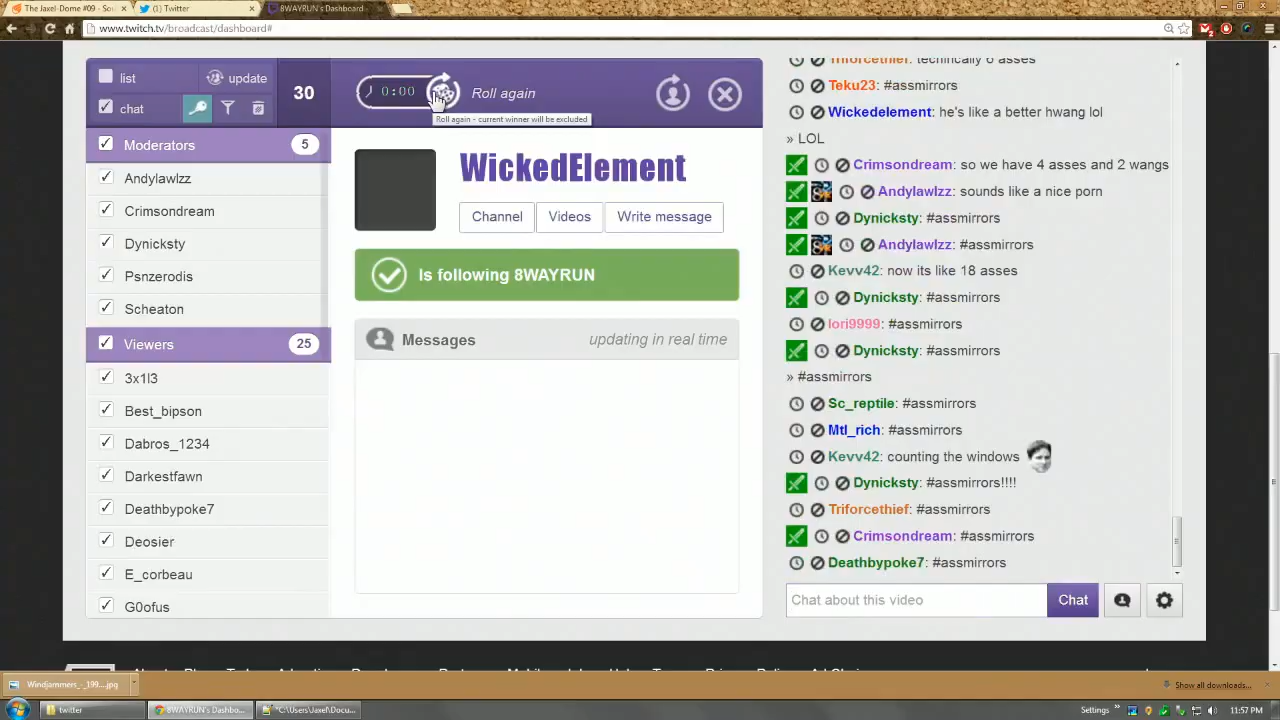 The Jaxel-Dome #09 - Sou
(1) Twitter
8WAYRUN's Dashboard
www.twitch.tv/broadcast/dashboard#
list
update
chat
30
0:00
Roll again
Roll again - current winner will be excluded
Moderators 5
Andylawlzz
Crimsondream
Dynicksty
Psnzerodis
Scheaton
Viewers 25
3x1l3
Best_bipson
Dabros_1234
Darkestfawn
Deathbypoke7
Deosier
E_corbeau
G0ofus
WickedElement
Channel Videos Write message
Is following 8WAYRUN
Messages updating in real time
Triforcethief: technically 6 asses
Teku23: #assmirrors
Wickedelement: he's like a better hwang lol
» LOL
Crimsondream: so we have 4 asses and 2 wangs
Andylawlzz: sounds like a nice porn
Dynicksty: #assmirrors
Andylawlzz: #assmirrors
Kevv42: now its like 18 asses
Dynicksty: #assmirrors
lori9999: #assmirrors
Dynicksty: #assmirrors
» #assmirrors
Sc_reptile: #assmirrors
Mtl_rich: #assmirrors
Kevv42: counting the windows
Dynicksty: #assmirrors!!!!
Triforcethief: #assmirrors
Crimsondream: #assmirrors
Deathbypoke7: #assmirrors
Chat about this video
Chat
Windjammers_-_199....jpg
Show all downloads...
twitter
8WAYRUN's Dashbo...
*C:\Users\Jaxel\Docu...
Settings
11:57 PM